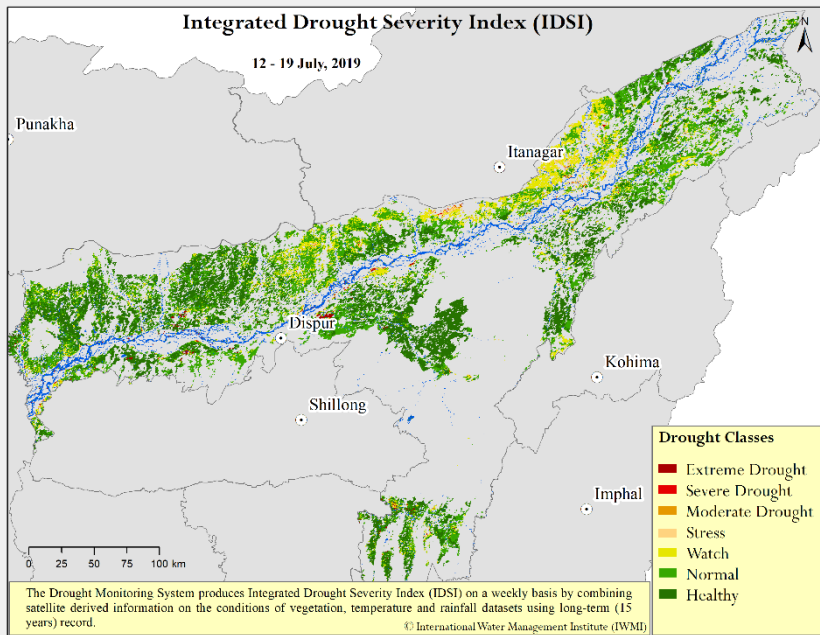 Integrated Drought Severity Index (IDSI)
12 - 19 July, 2019
N
Punakha
Itanagar
Dispur
Kohima
Shillong
Imphal
Drought Classes
Extreme Drought
Severe Drought
Moderate Drought
Stress
Watch
Normal
Healthy
0 25 50 100 km
The Drought Monitoring System produces Integrated Drought Severity Index (IDSI) on a weekly basis by combining
satellite derived information on the conditions of vegetation, temperature and rainfall datasets using long-term (15
years) record.
© International Water Management Institute (IWMI)